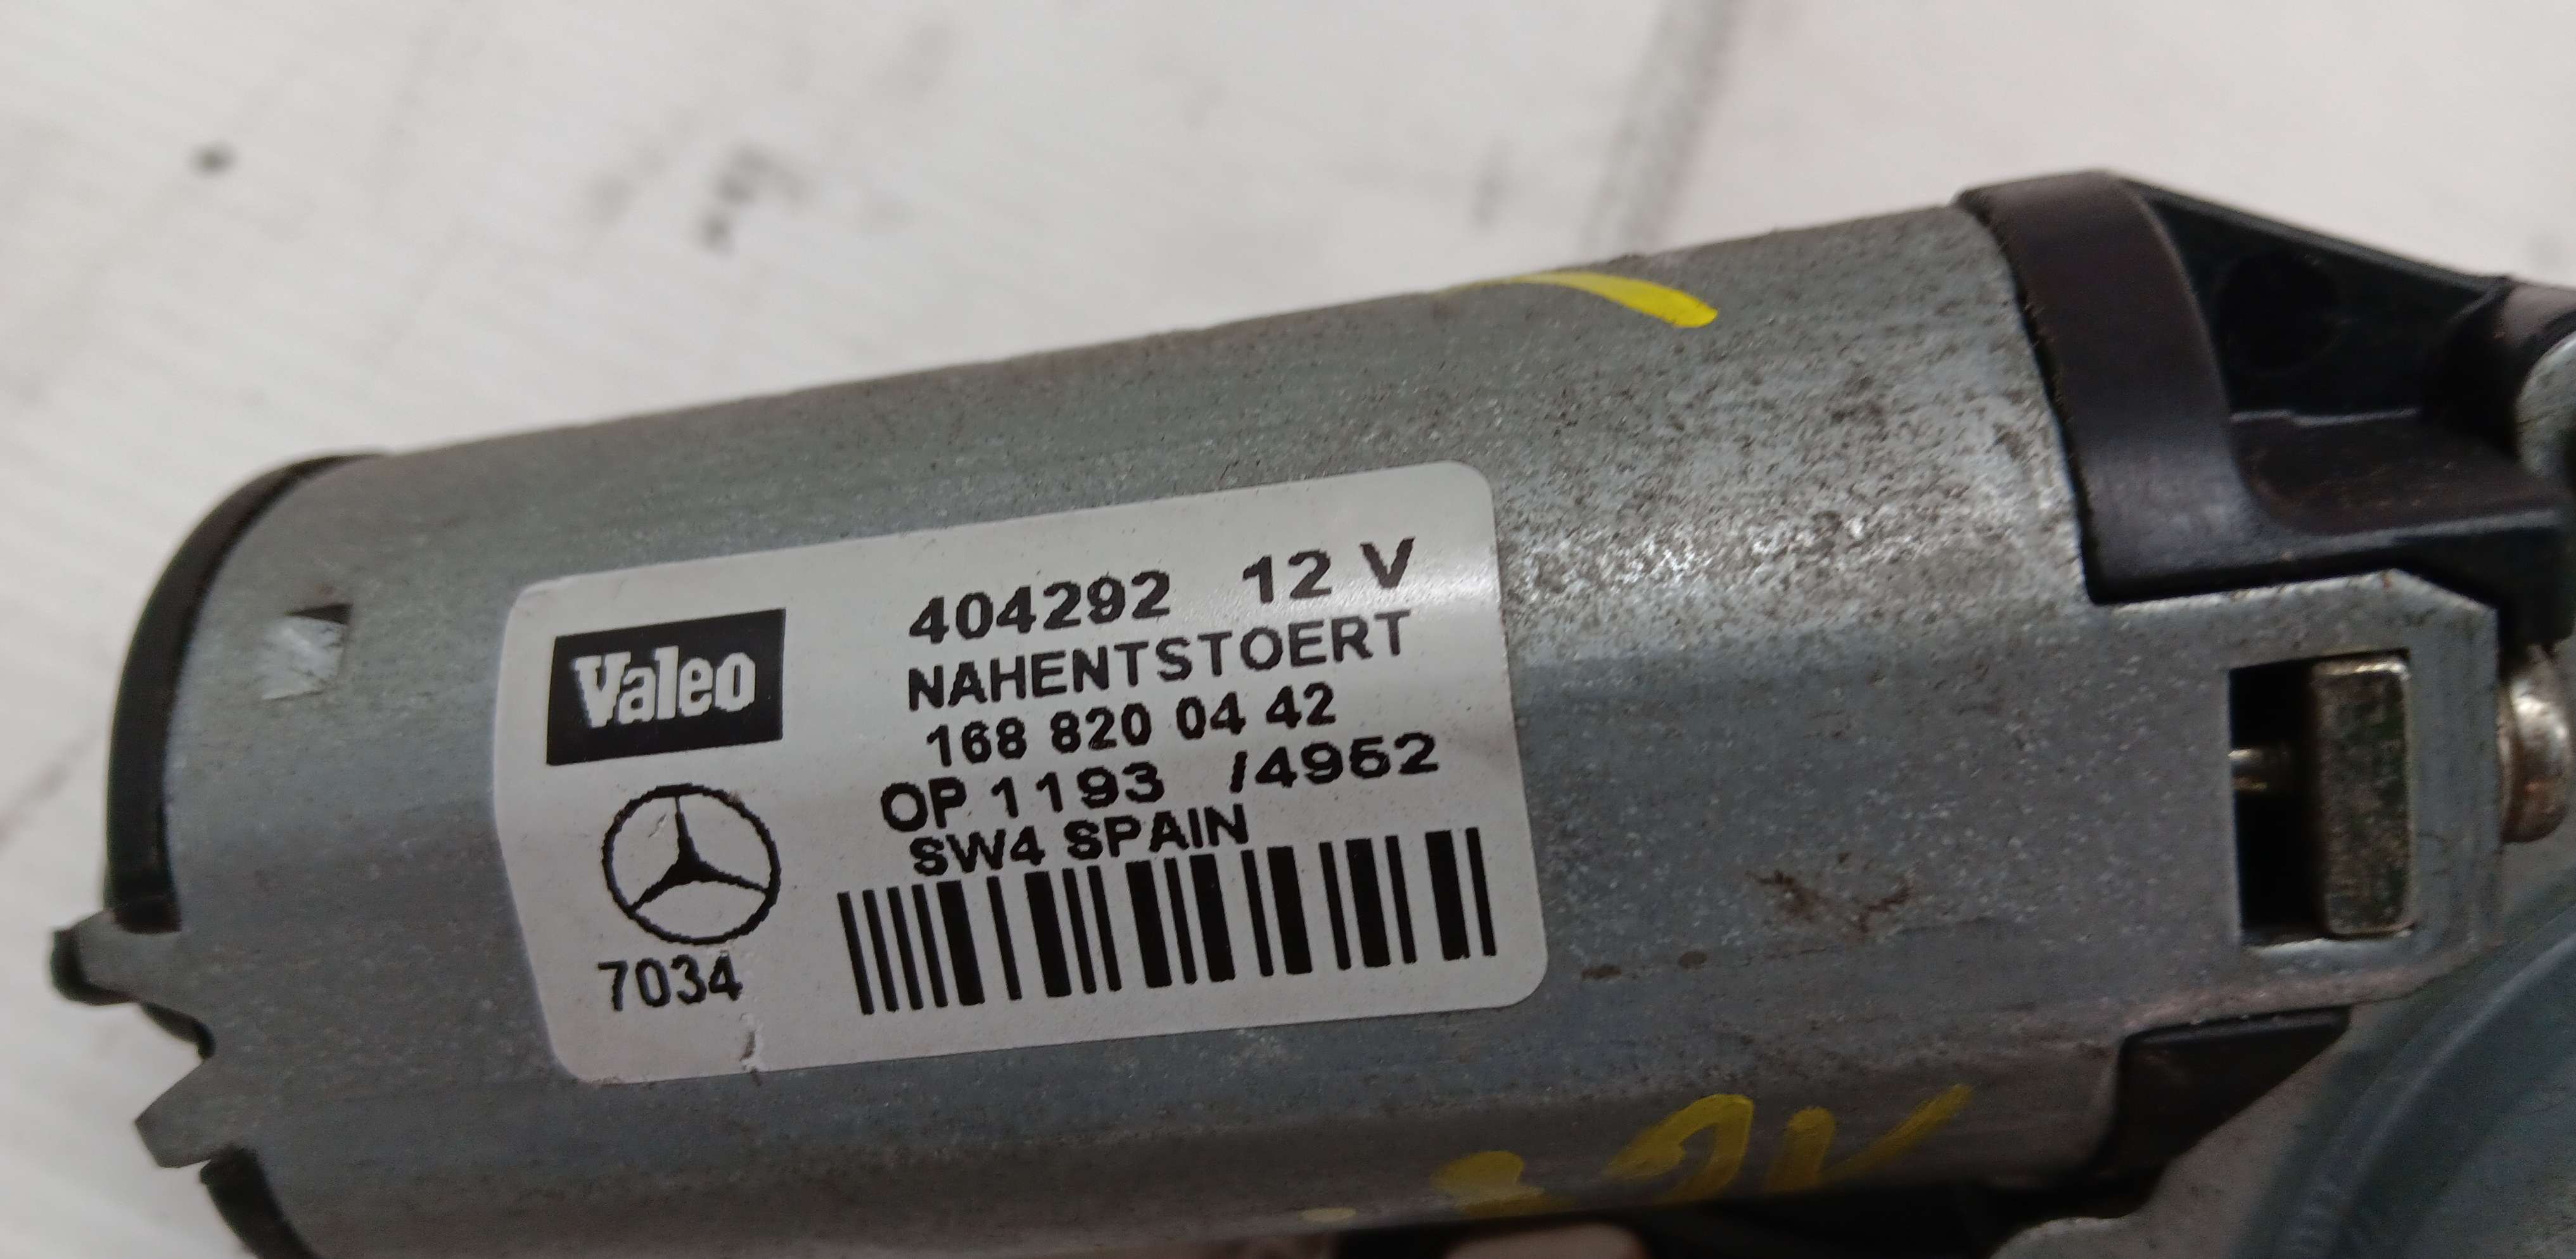 Valeo
404292 12 V
NAHENTSTOERT
168 820 04 42
OP 1193 /4952
SW4 SPAIN
7034